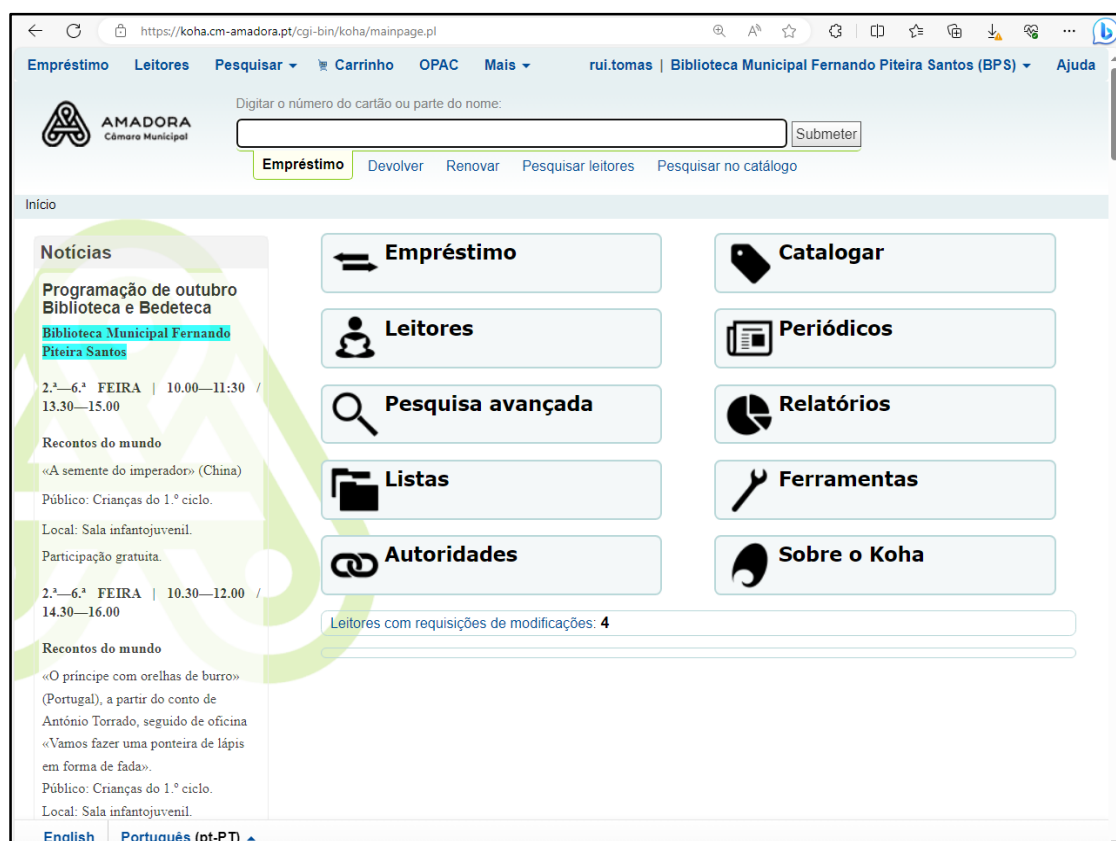 https://koha.cm-amadora.pt/cgi-bin/koha/mainpage.pl
Empréstimo Leitores Pesquisar Carrinho OPAC Mais rui.tomas | Biblioteca Municipal Fernando Piteira Santos (BPS) Ajuda
AMADORA
Câmara Municipal
Digitar o número do cartão ou parte do nome:
Submeter
Empréstimo Devolver Renovar Pesquisar leitores Pesquisar no catálogo
Início
Notícias
Programação de outubro
Biblioteca e Bedeteca
Biblioteca Municipal Fernando
Piteira Santos
2.ª—6.ª FEIRA | 10.00—11:30 /
13.30—15.00
Recontos do mundo
«A semente do imperador» (China)
Público: Crianças do 1.º ciclo.
Local: Sala infantojuvenil.
Participação gratuita.
2.ª—6.ª FEIRA | 10.30—12.00 /
14.30—16.00
Recontos do mundo
«O príncipe com orelhas de burro»
(Portugal), a partir do conto de
António Torrado, seguido de oficina
«Vamos fazer uma ponteira de lápis
em forma de fada».
Público: Crianças do 1.º ciclo.
Local: Sala infantojuvenil.
Empréstimo
Catalogar
Leitores
Periódicos
Pesquisa avançada
Relatórios
Listas
Ferramentas
Autoridades
Sobre o Koha
Leitores com requisições de modificações: 4
English Português (pt-PT)